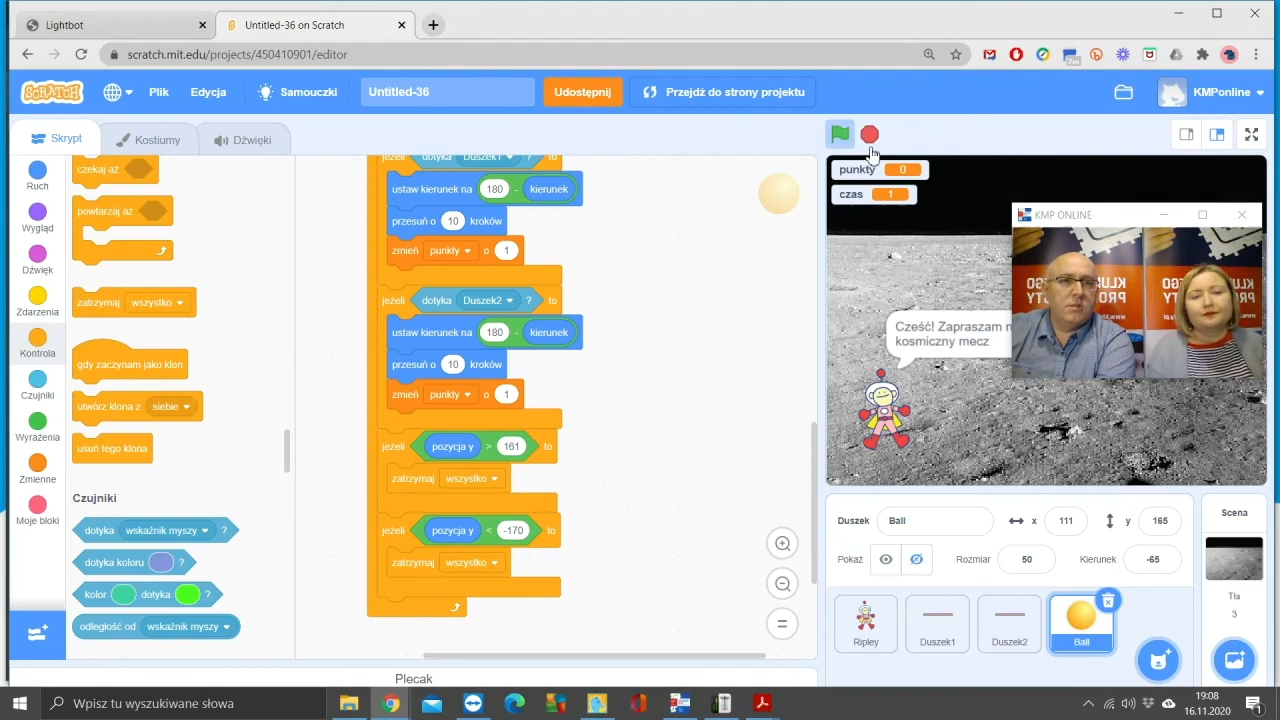 Lightbot
Untitled-36 on Scratch
scratch.mit.edu/projects/450410901/editor
7m
SCRATCH
Plik
Edycja
Samouczki
Untitled-36
Udostępnij
Przejdź do strony projektu
KMPonline
Skrypt
Kostiumy
Dźwięki
Ruch
Wygląd
Dźwięk
Zdarzenia
Kontrola
Czujniki
Wyrażenia
Zmienne
Moje bloki
czekaj aż
powtarzaj aż
zatrzymaj wszystko
gdy zaczynam jako klon
utwórz klona z siebie
usuń tego klona
Czujniki
dotyka wskaźnik myszy ?
dotyka koloru ?
kolor dotyka ?
odległość od wskaźnik myszy
jeżeli dotyka Duszek1 ? to
ustaw kierunek na 180 - kierunek
przesuń o 10 kroków
zmień punkty o 1
jeżeli dotyka Duszek2 ? to
ustaw kierunek na 180 - kierunek
przesuń o 10 kroków
zmień punkty o 1
jeżeli pozycja y > 161 to
zatrzymaj wszystko
jeżeli pozycja y < -170 to
zatrzymaj wszystko
Plecak
punkty 0
czas 1
Cześć! Zapraszam n
kosmiczny mecz
KMP ONLINE
Duszek Ball x 111 y 165
Pokaż Rozmiar 50 Kierunek -65
Ripley
Duszek1
Duszek2
Ball
Scena
Tła
3
Wpisz tu wyszukiwane słowa
19:08
16.11.2020
1